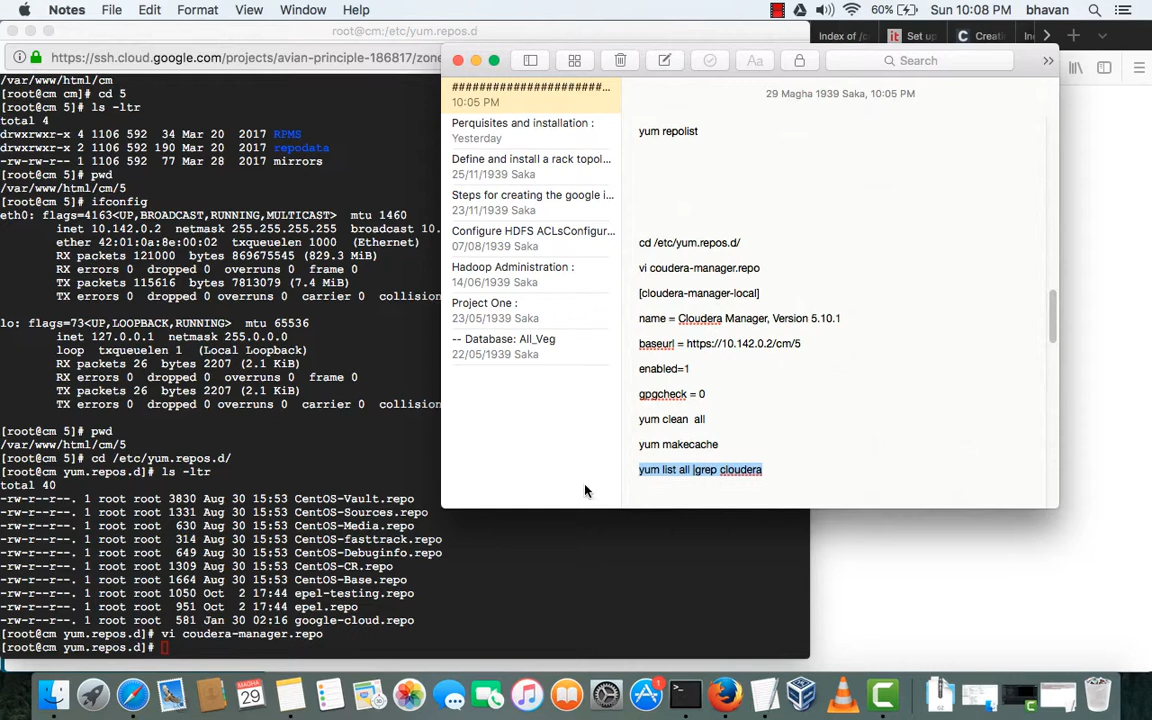 Notes File Edit Format View Window Help 60% Sun 10:08 PM bhavan
root@cm:/etc/yum.repos.d
Index of /c
Set up
Creatin
https://ssh.cloud.google.com/projects/avian-principle-186817/zone
/var/www/html/cm
[root@cm cm]# cd 5
[root@cm 5]# ls -ltr
total 4
drwxrwxr-x 4 1106 592 34 Mar 20 2017 RPMS
drwxrwxr-x 2 1106 592 190 Mar 20 2017 repodata
-rw-rw-r-- 1 1106 592 77 Mar 28 2017 mirrors
[root@cm 5]# pwd
/var/www/html/cm/5
[root@cm 5]# ifconfig
eth0: flags=4163<UP,BROADCAST,RUNNING,MULTICAST> mtu 1460
inet 10.142.0.2 netmask 255.255.255.255 broadcast 10.
ether 42:01:0a:8e:00:02 txqueuelen 1000 (Ethernet)
RX packets 121000 bytes 869675545 (829.3 MiB)
RX errors 0 dropped 0 overruns 0 frame 0
TX packets 115616 bytes 7813079 (7.4 MiB)
TX errors 0 dropped 0 overruns 0 carrier 0 collision
lo: flags=73<UP,LOOPBACK,RUNNING> mtu 65536
inet 127.0.0.1 netmask 255.0.0.0
loop txqueuelen 1 (Local Loopback)
RX packets 26 bytes 2207 (2.1 KiB)
RX errors 0 dropped 0 overruns 0 frame 0
TX packets 26 bytes 2207 (2.1 KiB)
TX errors 0 dropped 0 overruns 0 carrier 0 collision
[root@cm 5]# pwd
/var/www/html/cm/5
[root@cm 5]# cd /etc/yum.repos.d/
[root@cm yum.repos.d]# ls -ltr
total 40
-rw-r--r--. 1 root root 3830 Aug 30 15:53 CentOS-Vault.repo
-rw-r--r--. 1 root root 1331 Aug 30 15:53 CentOS-Sources.repo
-rw-r--r--. 1 root root 630 Aug 30 15:53 CentOS-Media.repo
-rw-r--r--. 1 root root 314 Aug 30 15:53 CentOS-fasttrack.repo
-rw-r--r--. 1 root root 649 Aug 30 15:53 CentOS-Debuginfo.repo
-rw-r--r--. 1 root root 1309 Aug 30 15:53 CentOS-CR.repo
-rw-r--r--. 1 root root 1664 Aug 30 15:53 CentOS-Base.repo
-rw-r--r--. 1 root root 1050 Oct 2 17:44 epel-testing.repo
-rw-r--r--. 1 root root 951 Oct 2 17:44 epel.repo
-rw-r--r--. 1 root root 581 Jan 30 02:16 google-cloud.repo
[root@cm yum.repos.d]# vi coudera-manager.repo
[root@cm yum.repos.d]#
Aa
Search
######################...
10:05 PM
Perquisites and installation :
Yesterday
Define and install a rack topol...
25/11/1939 Saka
Steps for creating the google i...
23/11/1939 Saka
Configure HDFS ACLsConfigur...
07/08/1939 Saka
Hadoop Administration :
14/06/1939 Saka
Project One :
23/05/1939 Saka
-- Database: All_Veg
22/05/1939 Saka
29 Magha 1939 Saka, 10:05 PM
yum repolist
cd /etc/yum.repos.d/
vi coudera-manager.repo
[cloudera-manager-local]
name = Cloudera Manager, Version 5.10.1
baseurl = https://10.142.0.2/cm/5
enabled=1
gpgcheck = 0
yum clean all
yum makecache
yum list all |grep cloudera
MAGHA
29
1